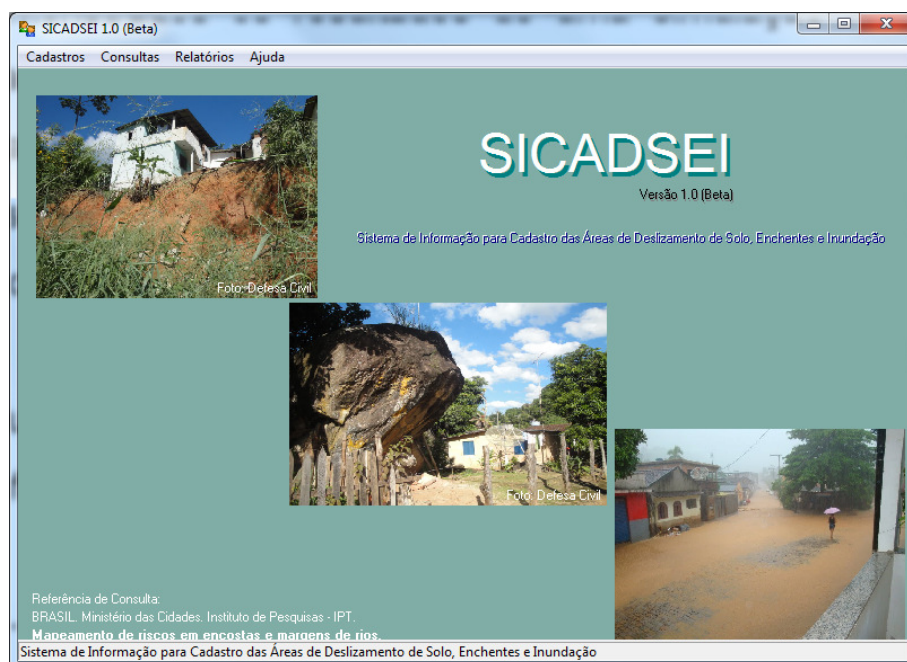 SICADSEI 1.0 (Beta)
Cadastros Consultas Relatórios Ajuda
SICADSEI
Versão 1.0 (Beta)
Sistema de Informação para Cadastro das Áreas de Deslizamento de Solo, Enchentes e Inundação
Foto: Defesa Civil
Foto: Defesa Civil
Referência de Consulta:
BRASIL. Ministério das Cidades. Instituto de Pesquisas - IPT.
Mapeamento de riscos em encostas e margens de rios.
Sistema de Informação para Cadastro das Áreas de Deslizamento de Solo, Enchentes e Inundação